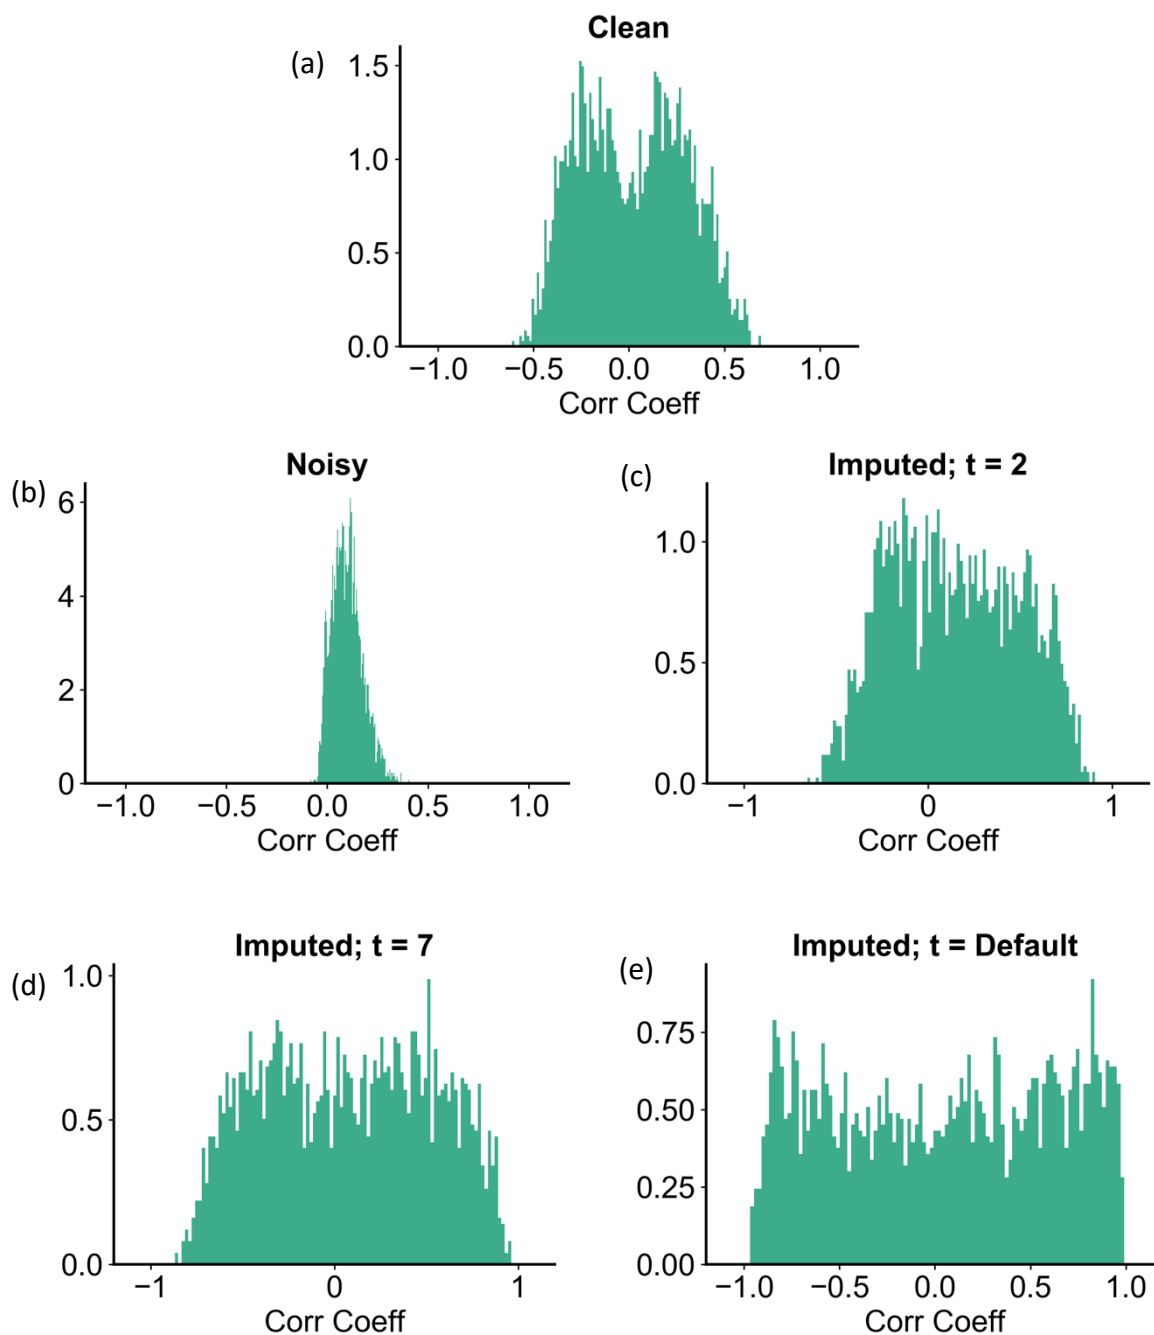 Clean
(a)
1.5
1.0
0.5
0.0
−1.0 −0.5 0.0 0.5 1.0
Corr Coeff
Noisy
(b)
6
4
2
0
−1.0 −0.5 0.0 0.5 1.0
Corr Coeff
Imputed; t = 2
(c)
1.0
0.5
0.0
−1 0 1
Corr Coeff
Imputed; t = 7
(d)
1.0
0.5
0.0
−1 0 1
Corr Coeff
Imputed; t = Default
(e)
0.75
0.50
0.25
0.00
−1.0 −0.5 0.0 0.5 1.0
Corr Coeff